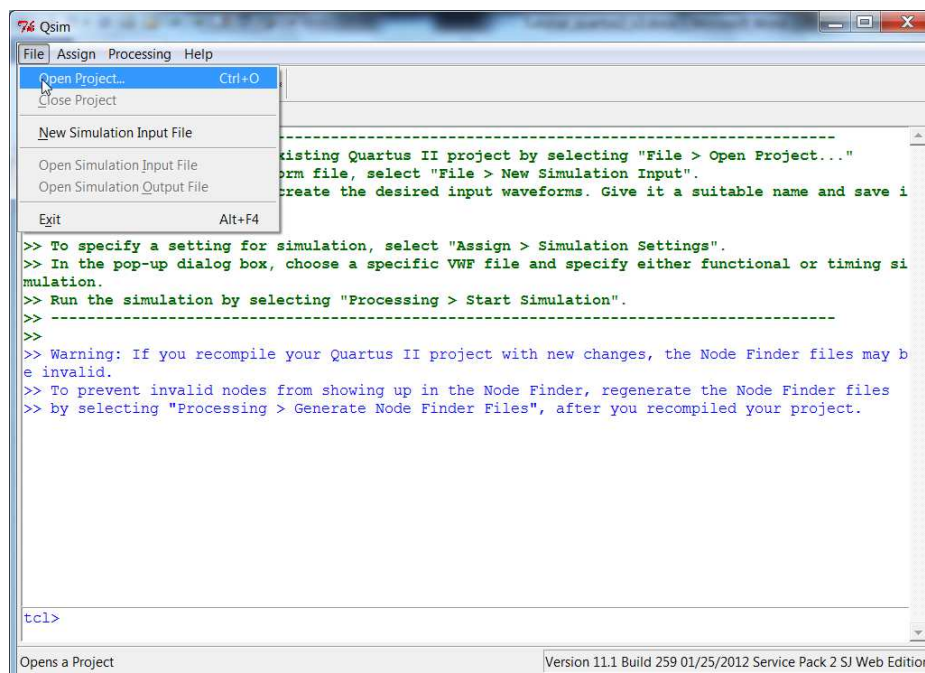 Qsim
File Assign Processing Help
Open Project... Ctrl+O
Close Project
New Simulation Input File
Open Simulation Input File
Open Simulation Output File
Exit Alt+F4
--------------------------------------------------------------
xisting Quartus II project by selecting "File > Open Project..."
orm file, select "File > New Simulation Input".
create the desired input waveforms. Give it a suitable name and save i
>> To specify a setting for simulation, select "Assign > Simulation Settings".
>> In the pop-up dialog box, choose a specific VWF file and specify either functional or timing si
mulation.
>> Run the simulation by selecting "Processing > Start Simulation".
>> --------------------------------------------------------------------------------------
>>
>> Warning: If you recompile your Quartus II project with new changes, the Node Finder files may b
e invalid.
>> To prevent invalid nodes from showing up in the Node Finder, regenerate the Node Finder files
>> by selecting "Processing > Generate Node Finder Files", after you recompiled your project.
tcl>
Opens a Project
Version 11.1 Build 259 01/25/2012 Service Pack 2 SJ Web Edition